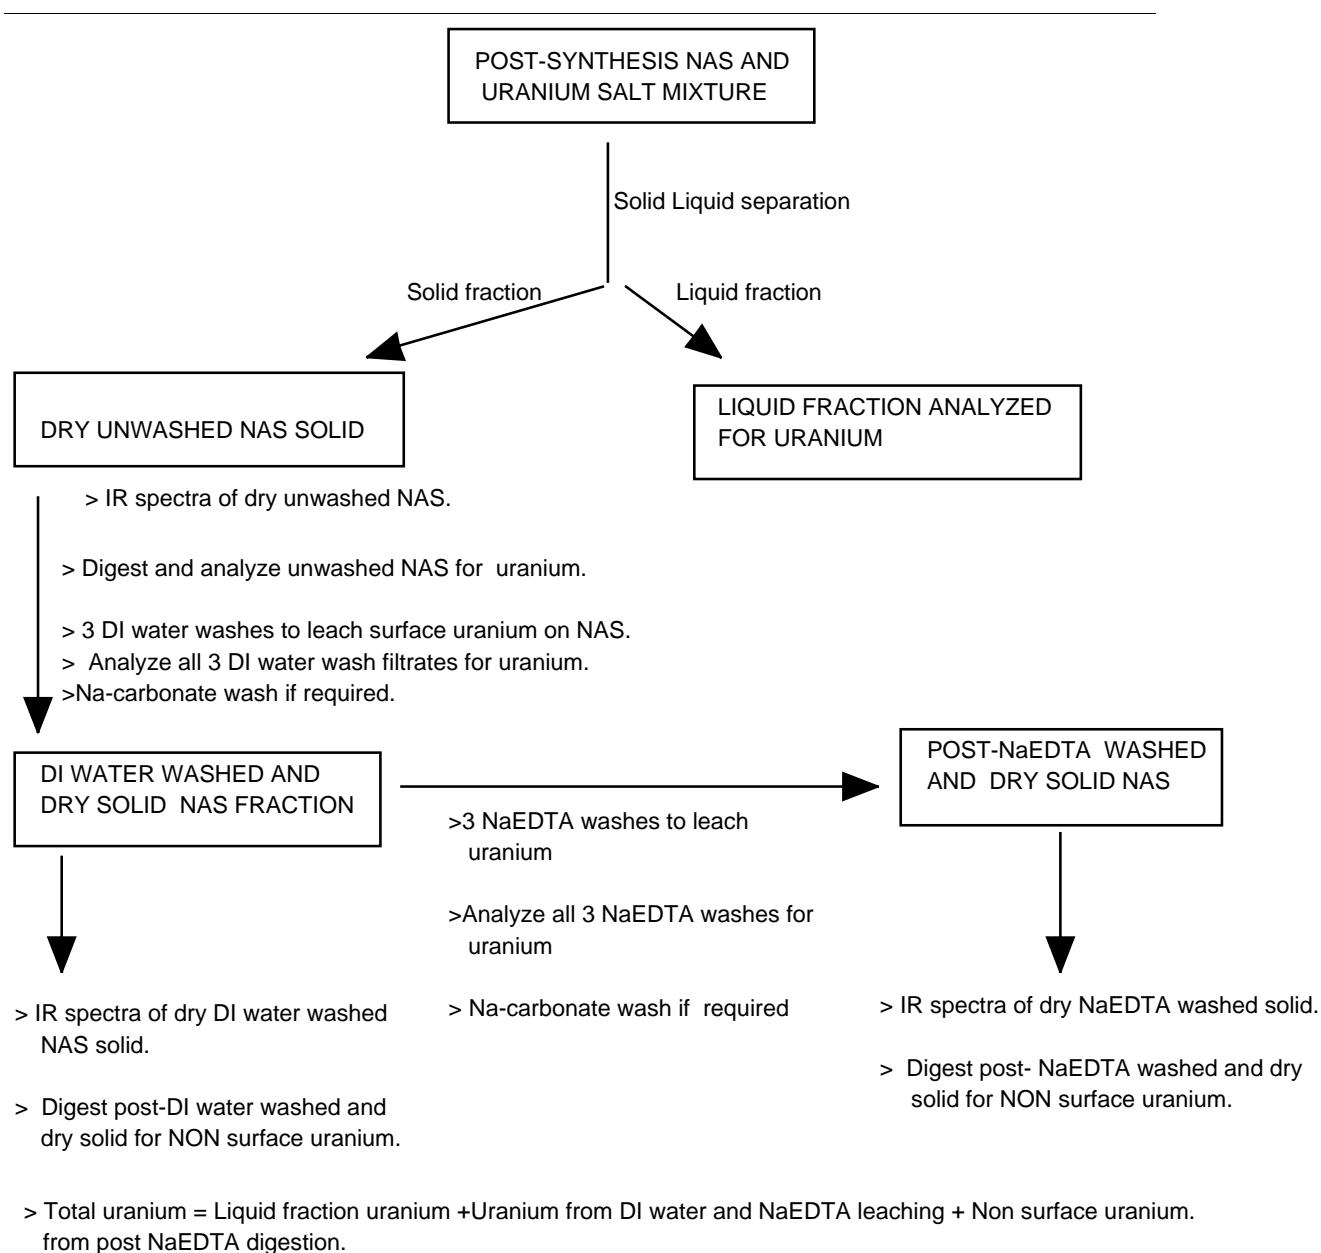 POST-SYNTHESIS NAS AND
URANIUM SALT MIXTURE
Solid Liquid separation
Solid fraction
Liquid fraction
DRY UNWASHED NAS SOLID
LIQUID FRACTION ANALYZED
FOR URANIUM
> IR spectra of dry unwashed NAS.
> Digest and analyze unwashed NAS for uranium.
> 3 DI water washes to leach surface uranium on NAS.
> Analyze all 3 DI water wash filtrates for uranium.
>Na-carbonate wash if required.
DI WATER WASHED AND
DRY SOLID NAS FRACTION
>3 NaEDTA washes to leach
uranium
>Analyze all 3 NaEDTA washes for
uranium
> Na-carbonate wash if required
POST-NaEDTA WASHED
AND DRY SOLID NAS
> IR spectra of dry DI water washed
NAS solid.
> Digest post-DI water washed and
dry solid for NON surface uranium.
> IR spectra of dry NaEDTA washed solid.
> Digest post- NaEDTA washed and dry
solid for NON surface uranium.
> Total uranium = Liquid fraction uranium +Uranium from DI water and NaEDTA leaching + Non surface uranium.
from post NaEDTA digestion.